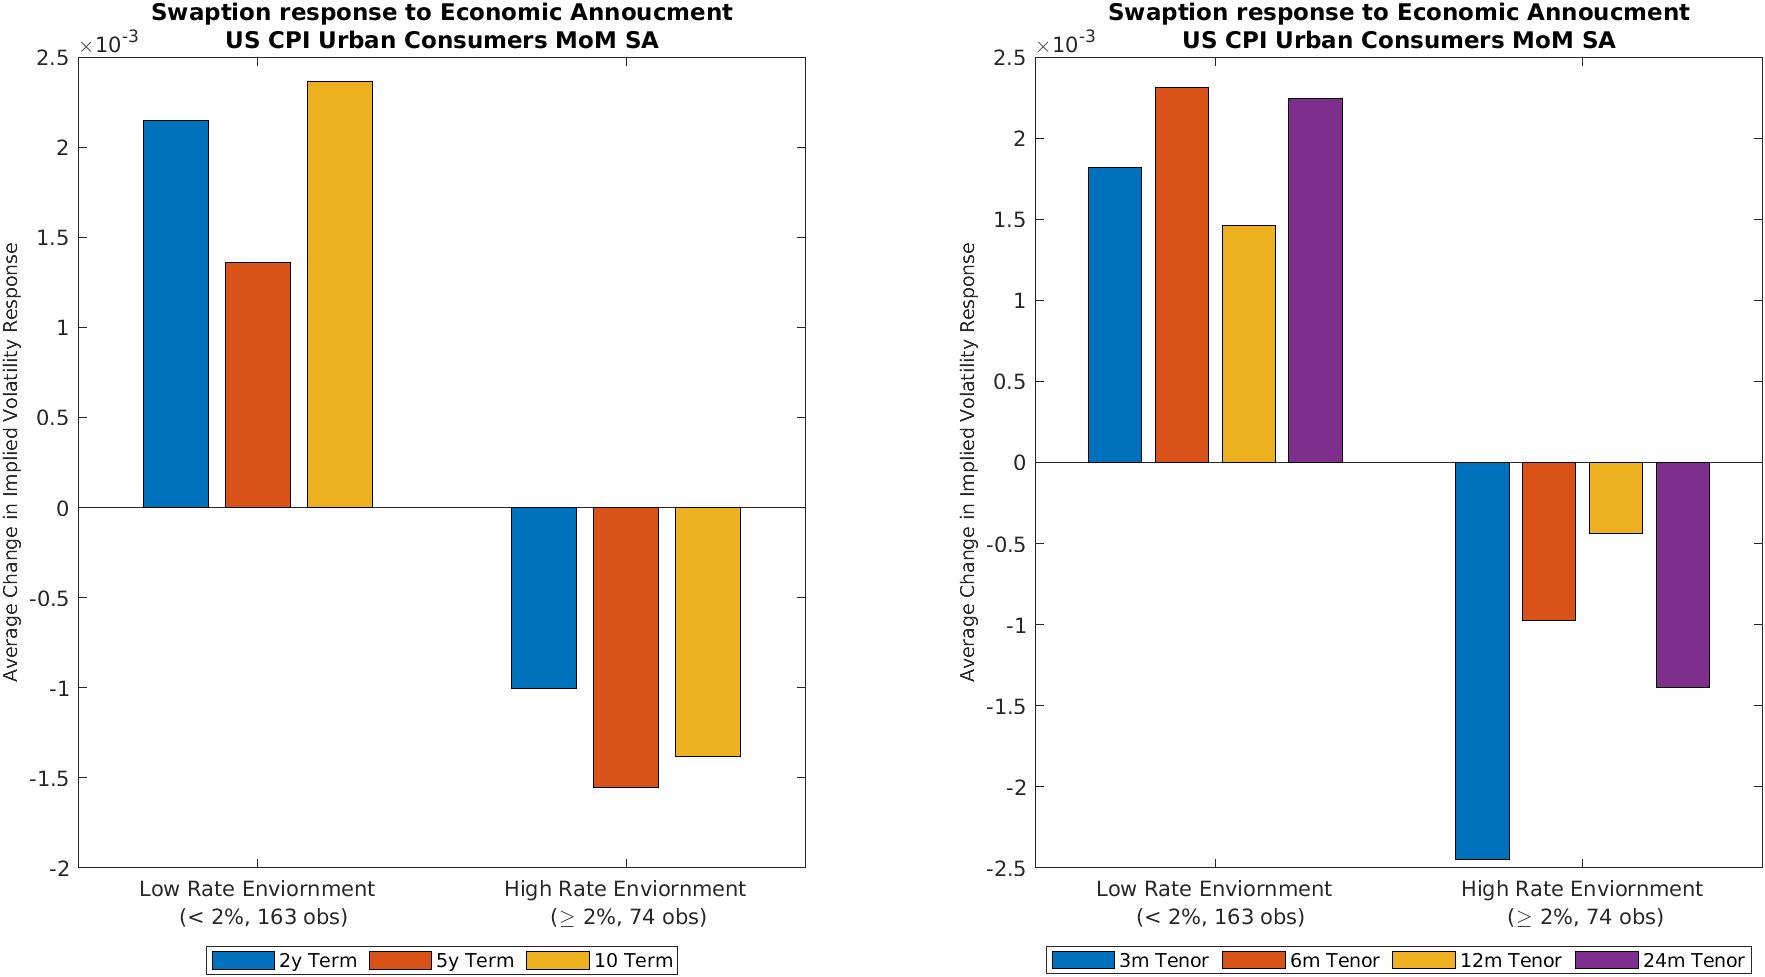 Swaption response to Economic Annoucment
US CPI Urban Consumers MoM SA
×10-3
2.5
2
1.5
1
0.5
0
-0.5
-1
-1.5
-2
Average Change in Implied Volatility Response
Low Rate Enviornment
(< 2%, 163 obs)
High Rate Enviornment
(≥ 2%, 74 obs)
2y Term 5y Term 10 Term
Swaption response to Economic Annoucment
US CPI Urban Consumers MoM SA
×10-3
2.5
2
1.5
1
0.5
0
-0.5
-1
-1.5
-2
-2.5
Average Change in Implied Volatility Response
Low Rate Enviornment
(< 2%, 163 obs)
High Rate Enviornment
(≥ 2%, 74 obs)
3m Tenor 6m Tenor 12m Tenor 24m Tenor